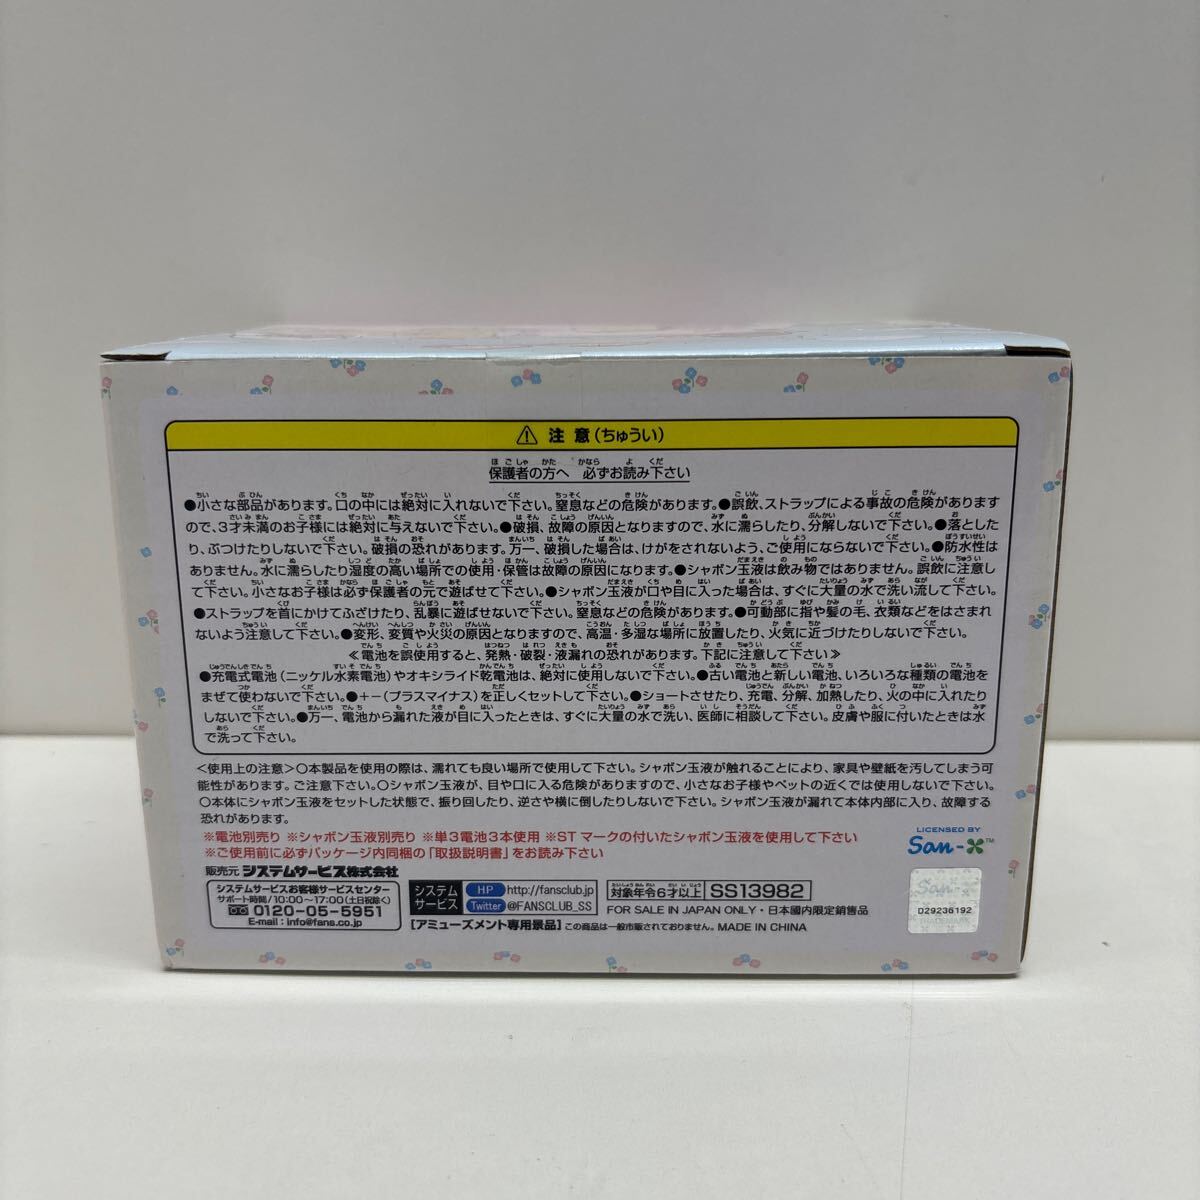 ⚠ 注意(ちゅうい)
保護者の方へ 必ずお読み下さい
●小さな部品があります。口の中には絶対に入れないで下さい。窒息などの危険があります。●誤飲、ストラップによる事故の危険があります
ので、3才未満のお子様には絶対に与えないで下さい。●破損、故障の原因となりますので、水に濡らしたり、分解しないで下さい。●落とした
り、ぶつけたりしないで下さい。破損の恐れがあります。万一、破損した場合は、けがをされないよう、ご使用にならないで下さい。●防水性は
ありません。水に濡らしたり湿度の高い場所での使用・保管は故障の原因になります。●シャボン玉液は飲み物ではありません。誤飲に注意し
て下さい。小さなお子様は必ず保護者の元で遊ばせて下さい。●シャボン玉液が口や目に入った場合は、すぐに大量の水で洗い流して下さい。
●ストラップを首にかけてふざけたり、乱暴に遊ばせないで下さい。窒息などの危険があります。●可動部に指や髪の毛、衣類などをはさまれ
ないよう注意して下さい。●変形、変質や火災の原因となりますので、高温・多湿な場所に放置したり、火気に近づけたりしないで下さい。
≪電池を誤使用すると、発熱・破裂・液漏れの恐れがあります。下記に注意して下さい≫
●充電式電池(ニッケル水素電池)やオキシライド乾電池は、絶対に使用しないで下さい。●古い電池と新しい電池、いろいろな種類の電池を
まぜて使わないで下さい。●+-(プラスマイナス)を正しくセットして下さい。●ショートさせたり、充電、分解、加熱したり、火の中に入れたり
しないで下さい。●万一、電池から漏れた液が目に入ったときは、すぐに大量の水で洗い、医師に相談して下さい。皮膚や服に付いたときは水
で洗って下さい。
<使用上の注意>○本製品を使用の際は、濡れても良い場所で使用して下さい。シャボン玉液が触れることにより、家具や壁紙を汚してしまう可
能性があります。ご注意下さい。○シャボン玉液が、目や口に入る危険がありますので、小さなお子様やペットの近くでは使用しないで下さい。
○本体にシャボン玉液をセットした状態で、振り回したり、逆さや横に倒したりしないで下さい。シャボン玉液が漏れて本体内部に入り、故障する
恐れがあります。
※電池別売り ※シャボン玉液別売り ※単3電池3本使用 ※STマークの付いたシャボン玉液を使用して下さい
※ご使用前に必ずパッケージ内同梱の「取扱説明書」をお読み下さい
LICENSED BY
San-X™
販売元 システムサービス株式会社
システムサービスお客様サービスセンター
サポート時間/10:00~17:00(土日祝除く)
0120-05-5951
E-mail : info@fans.co.jp
システム
サービス
HP http://fansclub.jp
Twitter @FANSCLUB_SS
対象年令6才以上 SS13982
FOR SALE IN JAPAN ONLY・日本國内限定銷售品
【アミューズメント専用景品】この商品は一般市販されておりません。MADE IN CHINA
San-X
D29236192
TRADEMARK